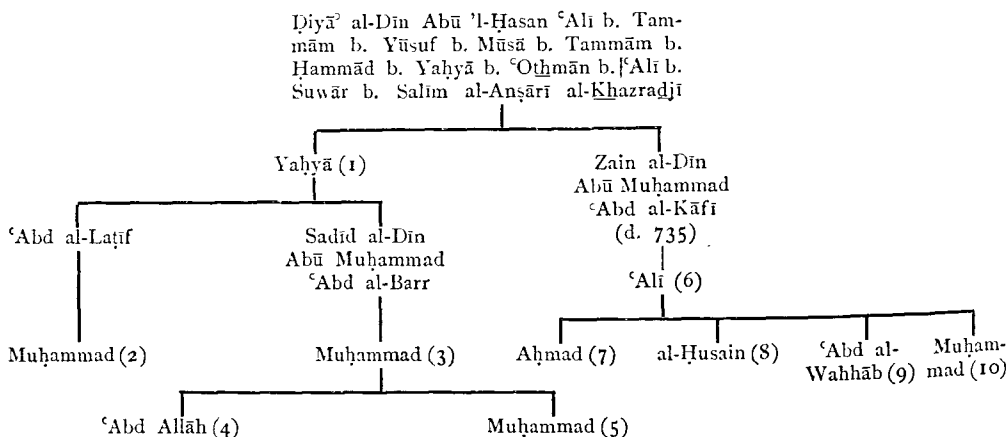 Ḍiyāʾ al-Dīn Abū 'l-Ḥasan ʿAlī b. Tam-
mām b. Yūsuf b. Mūsā b. Tammām b.
Ḥammād b. Yaḥyā b. ʿOthmān b. ʿAlī b.
Suwār b. Salīm al-Anṣārī al-Khazradjī
Yaḥyā (1)
Zain al-Dīn
Abū Muḥammad
ʿAbd al-Kāfī
(d. 735)
ʿAbd al-Laṭīf
Sadīd al-Dīn
Abū Muḥammad
ʿAbd al-Barr
ʿAlī (6)
Muḥammad (2)
Muḥammad (3)
Aḥmad (7)
al-Ḥusain (8)
ʿAbd al-
Wahhāb (9)
Muḥam-
mad (10)
ʿAbd Allāh (4)
Muḥammad (5)